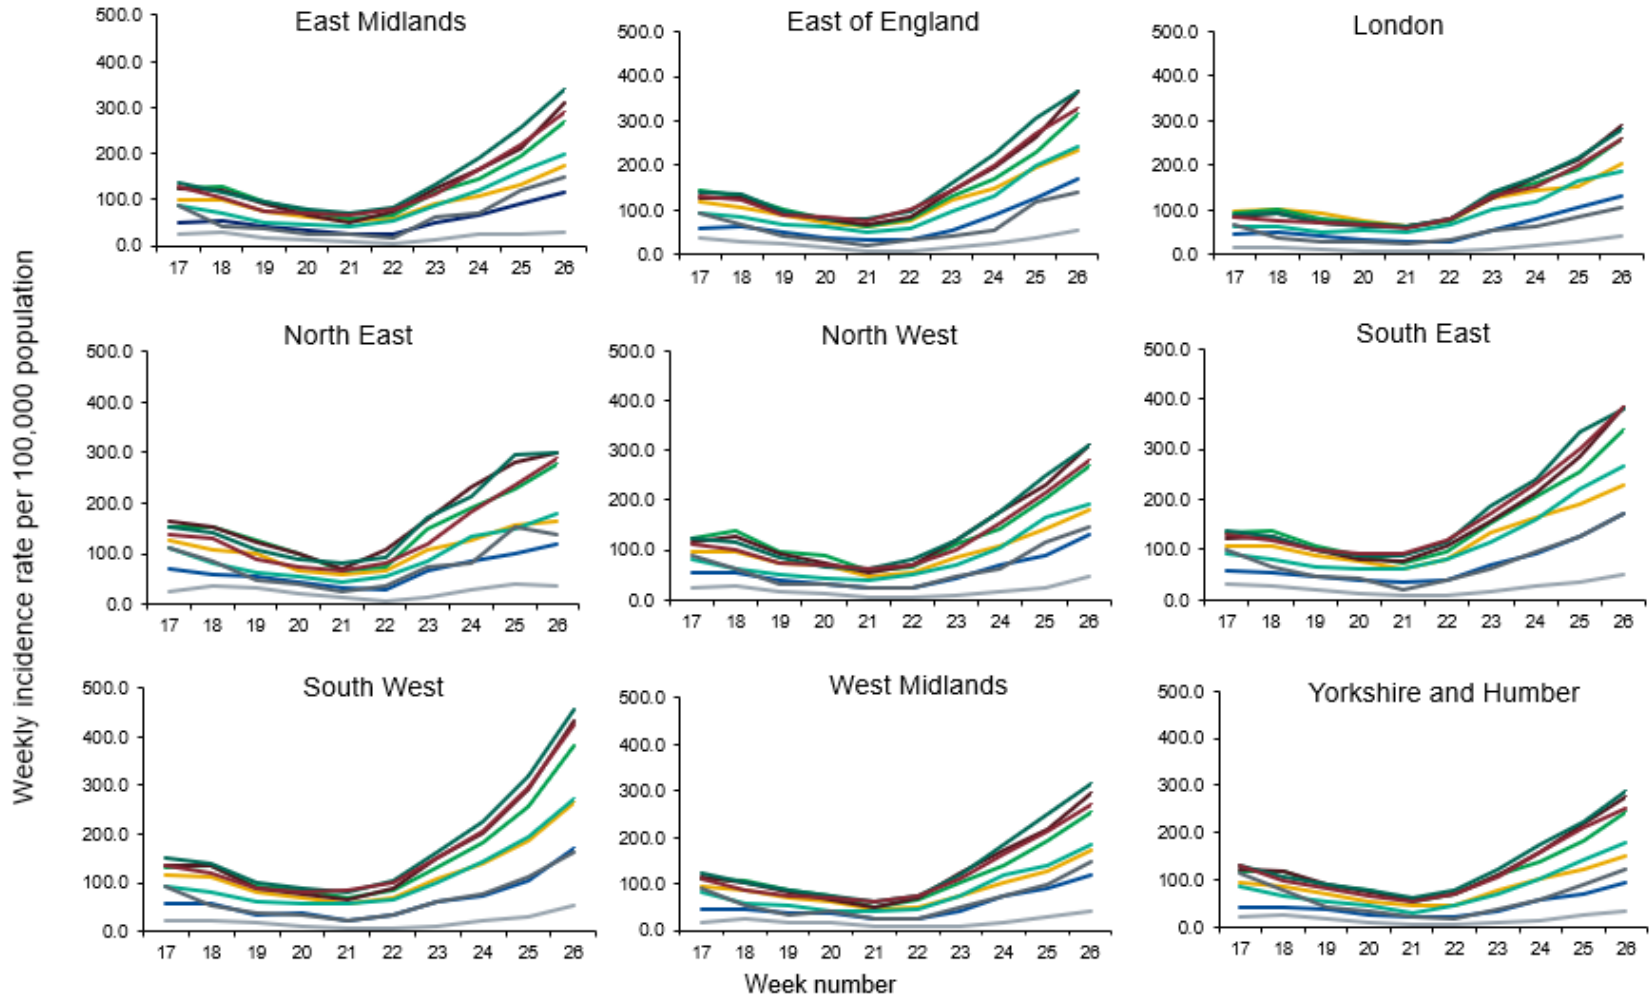 Weekly incidence rate per 100,000 population
East Midlands
500.0
400.0
300.0
200.0
100.0
0.0
17 18 19 20 21 22 23 24 25 26
East of England
500.0
400.0
300.0
200.0
100.0
0.0
17 18 19 20 21 22 23 24 25 26
London
500.0
400.0
300.0
200.0
100.0
0.0
17 18 19 20 21 22 23 24 25 26
North East
500.0
400.0
300.0
200.0
100.0
0.0
17 18 19 20 21 22 23 24 25 26
North West
500.0
400.0
300.0
200.0
100.0
0.0
17 18 19 20 21 22 23 24 25 26
South East
500.0
400.0
300.0
200.0
100.0
0.0
17 18 19 20 21 22 23 24 25 26
South West
500.0
400.0
300.0
200.0
100.0
0.0
17 18 19 20 21 22 23 24 25 26
West Midlands
500.0
400.0
300.0
200.0
100.0
0.0
17 18 19 20 21 22 23 24 25 26
Yorkshire and Humber
500.0
400.0
300.0
200.0
100.0
0.0
17 18 19 20 21 22 23 24 25 26
Week number